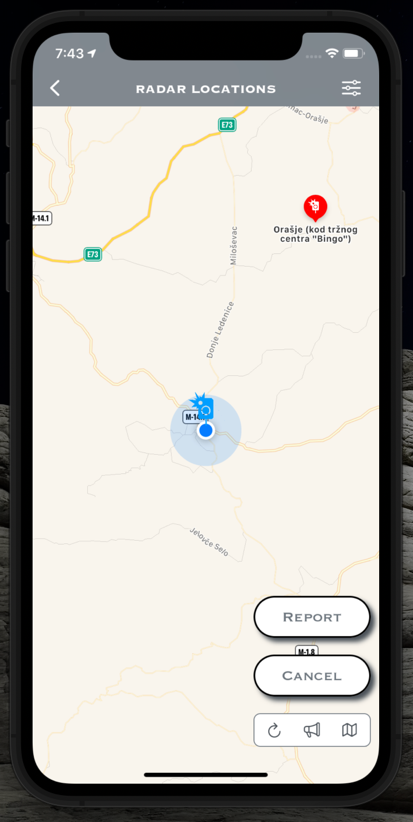 7:43
RADAR LOCATIONS
E73
M-14.1
Orašje (kod tržnog
centra "Bingo")
Miloševac
E73
Donje Ledenice
Jelovče Selo
REPORT
M-1.8
CANCEL